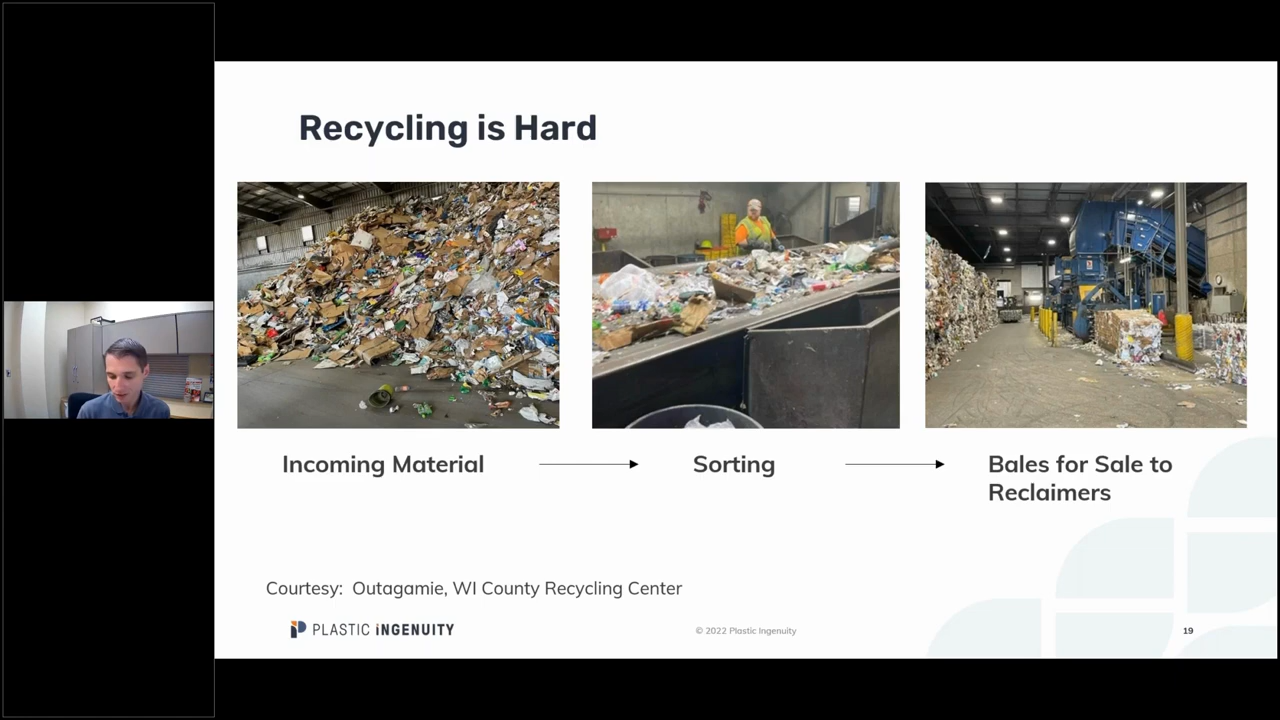 Recycling is Hard
Incoming Material
Sorting
Bales for Sale to
Reclaimers
Courtesy: Outagamie, WI County Recycling Center
PLASTIC INGENUITY
© 2022 Plastic Ingenuity
19